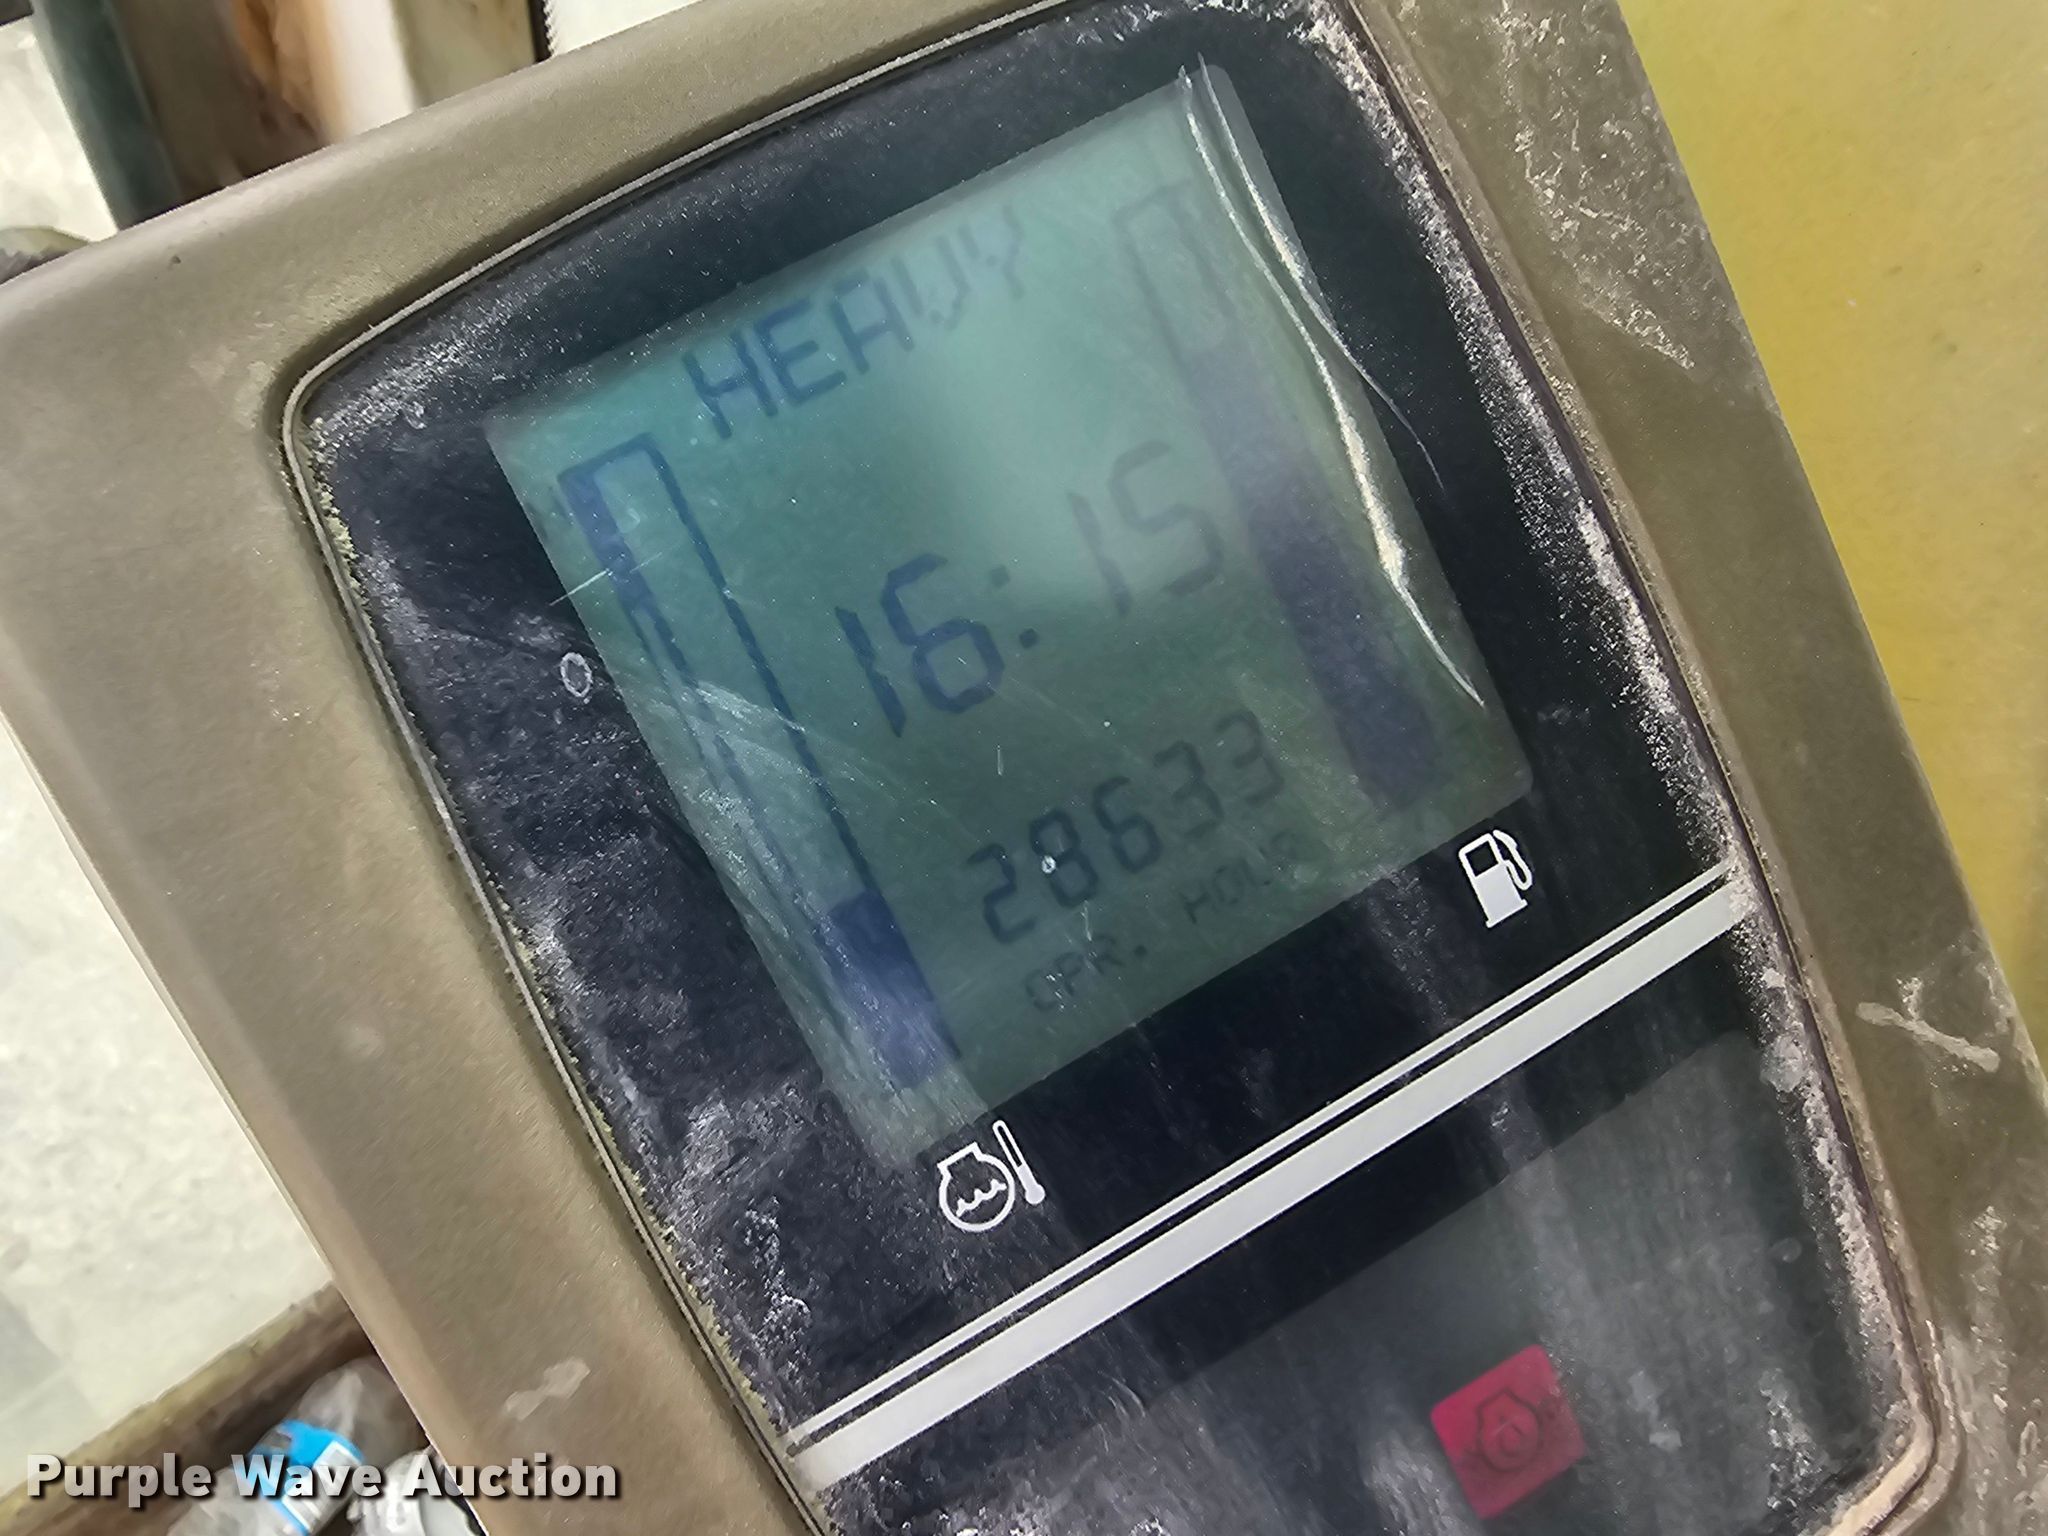 HEAVY
16:15
28633
OPR. HOUR
Purple Wave Auction